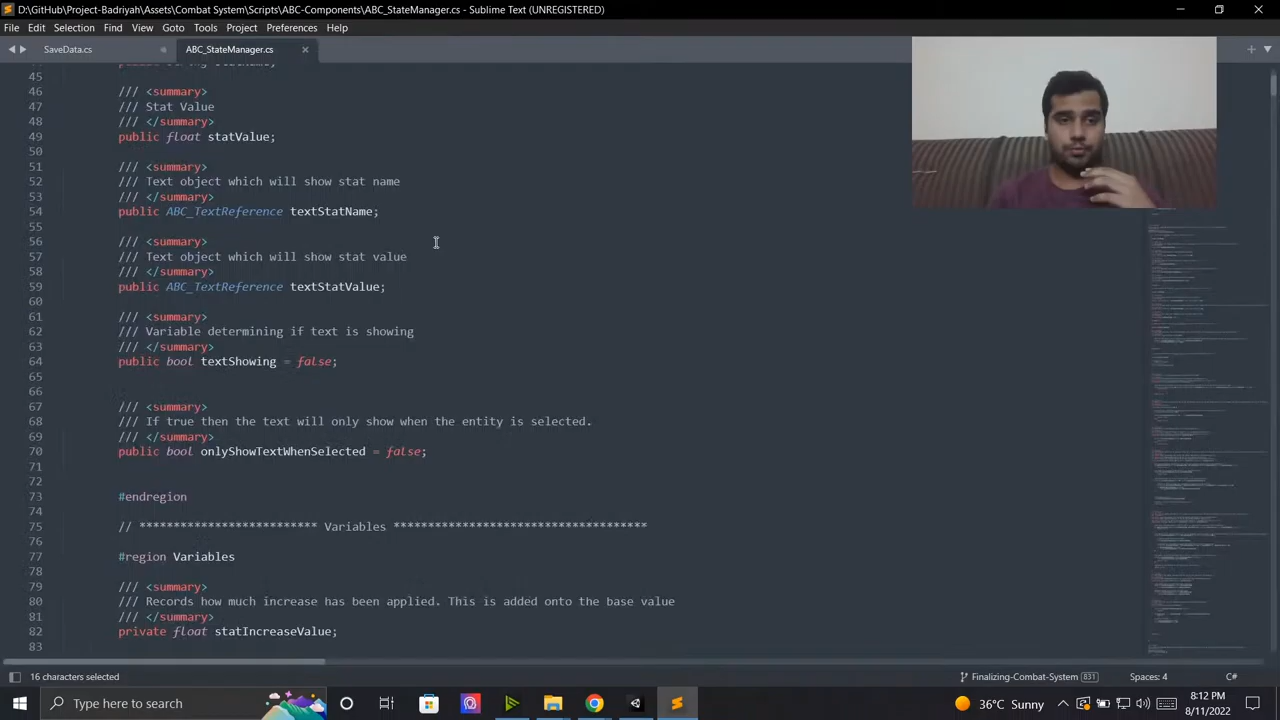 D:\GitHub\Project-Badriyah\Assets\Combat System\Scripts\ABC-Components\ABC_StateManager.cs - Sublime Text (UNREGISTERED)
File Edit Selection Find View Goto Tools Project Preferences Help
SaveData.cs ABC_StateManager.cs
45
46 /// <summary>
47 /// Stat Value
48 /// </summary>
49 public float statValue;
50
51 /// <summary>
52 /// Text object which will show stat name
53 /// </summary>
54 public ABC_TextReference textStatName;
55
56 /// <summary>
57 /// Text object which will show stat value
58 /// </summary>
59 public ABC_TextReference textStatValue;
60
61 /// <summary>
62 /// Variable determining if text is showing
63 /// </summary>
64 public bool textShowing = false;
65
66
67 /// <summary>
68 /// If true then the text will only show when the entity is selected.
69 /// </summary>
70 public bool onlyShowTextWhenSelected = false;
71
72
73 #endregion
74
75 // ************************** Variables *********************************
76
77 #region Variables
78
79 /// <summary>
80 /// Records how much increase has been applied. This is added onto the base value
81 /// </summary>
82 private float statIncreaseValue;
83
16 characters selected Finalizing-Combat-System 831 Spaces: 4 C#
Type here to search 36°C Sunny 8:12 PM
8/11/2022